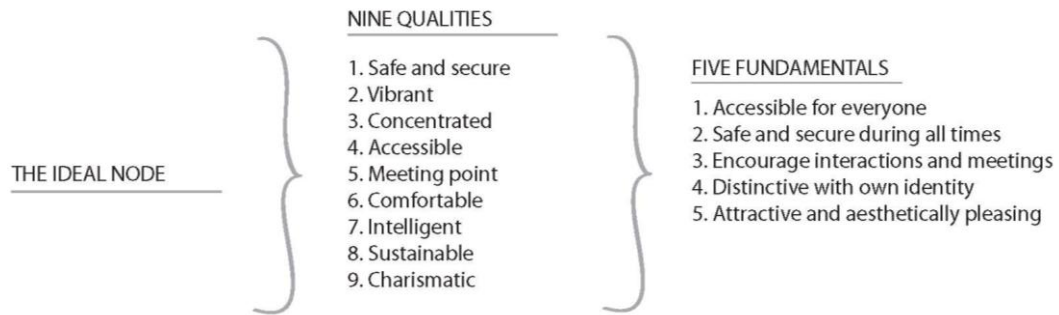 THE IDEAL NODE
NINE QUALITIES
1. Safe and secure
2. Vibrant
3. Concentrated
4. Accessible
5. Meeting point
6. Comfortable
7. Intelligent
8. Sustainable
9. Charismatic
FIVE FUNDAMENTALS
1. Accessible for everyone
2. Safe and secure during all times
3. Encourage interactions and meetings
4. Distinctive with own identity
5. Attractive and aesthetically pleasing